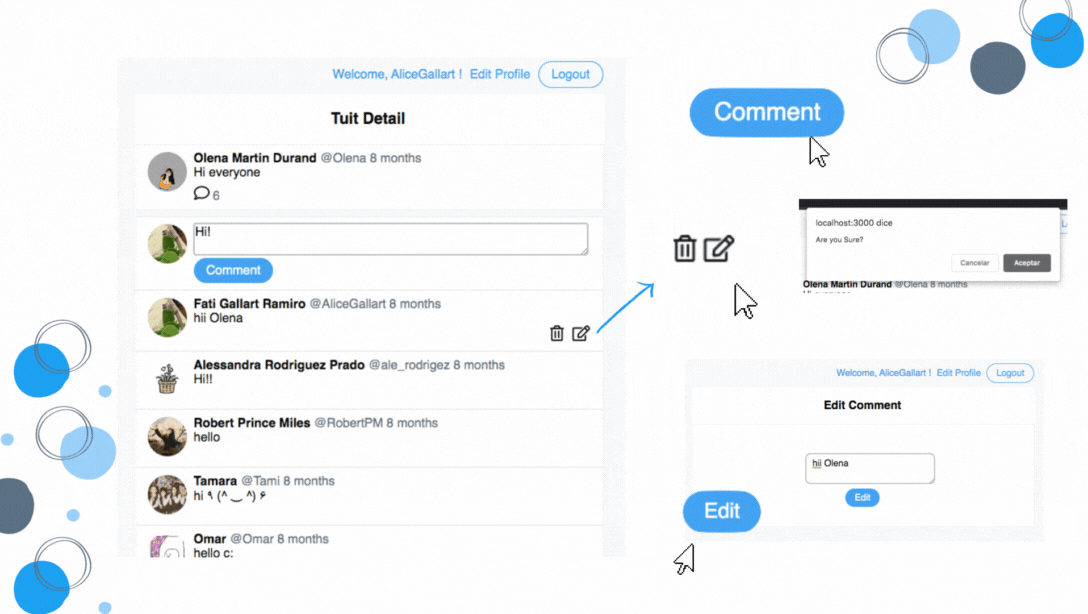 Welcome, AliceGallart ! Edit Profile Logout
Tuit Detail
Olena Martin Durand @Olena 8 months
Hi everyone
6
Hi!
Comment
Fati Gallart Ramiro @AliceGallart 8 months
hii Olena
Alessandra Rodriguez Prado @ale_rodrigez 8 months
Hi!!
Robert Prince Miles @RobertPM 8 months
hello
Tamara @Tami 8 months
hi ٩ (^ ‿ ^) ۶
Omar @Omar 8 months
hello c:
Comment
localhost:3000 dice
Are you Sure?
Cancelar Aceptar
Olena Martin Durand @Olena 8 months
Welcome, AliceGallart ! Edit Profile Logout
Edit Comment
hii Olena
Edit
Edit